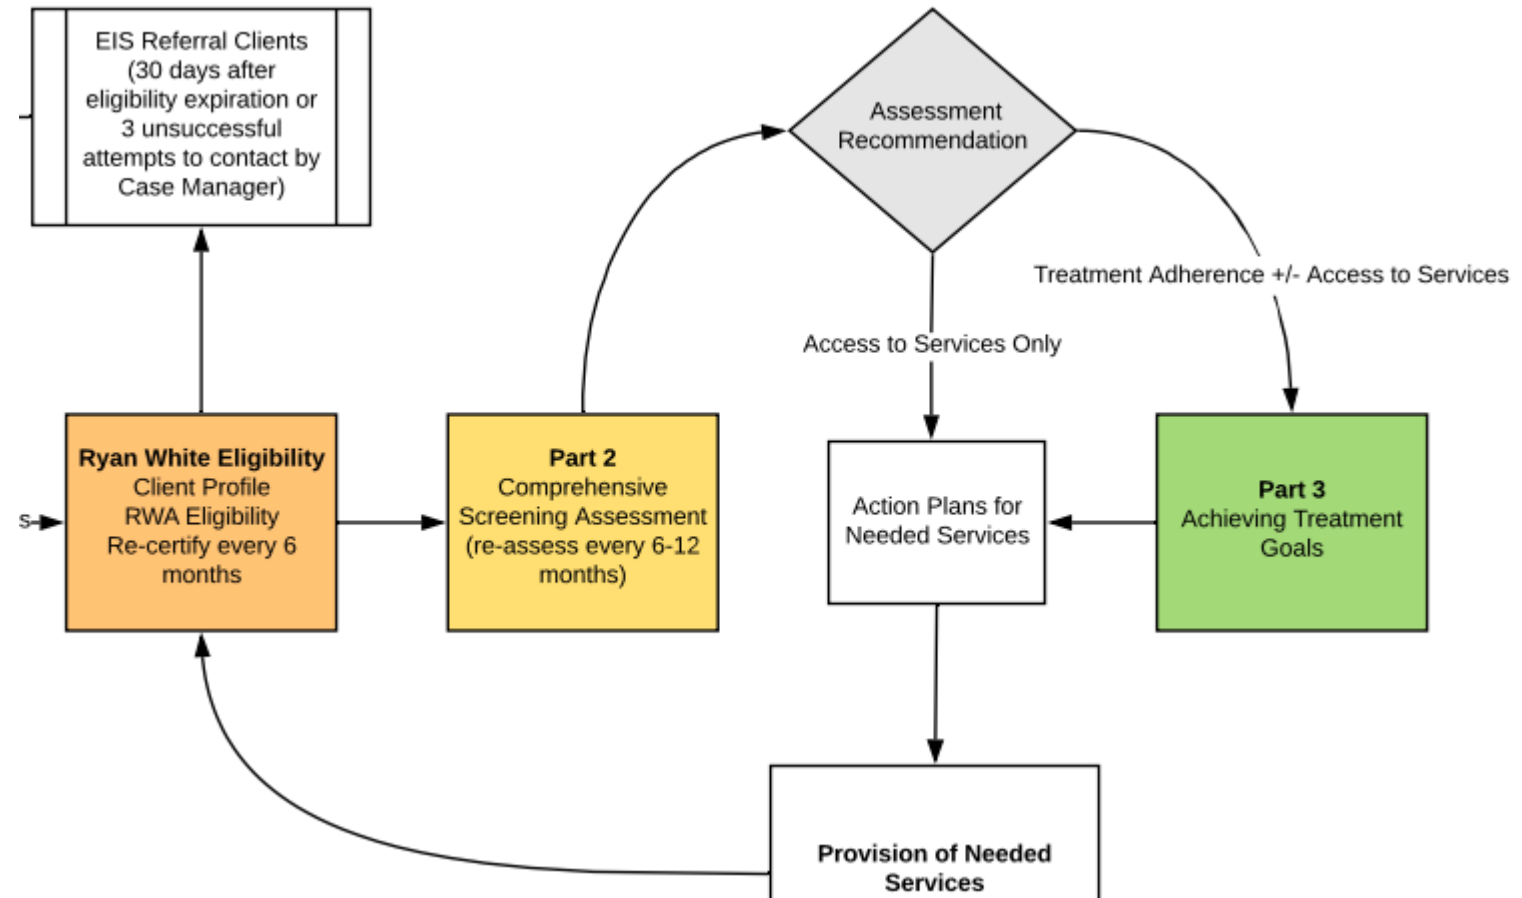 EIS Referral Clients
(30 days after
eligibility expiration or
3 unsuccessful
attempts to contact by
Case Manager)
Assessment
Recommendation
Treatment Adherence +/- Access to Services
Access to Services Only
s
Ryan White Eligibility
Client Profile
RWA Eligibility
Re-certify every 6
months
Part 2
Comprehensive
Screening Assessment
(re-assess every 6-12
months)
Action Plans for
Needed Services
Part 3
Achieving Treatment
Goals
Provision of Needed
Services